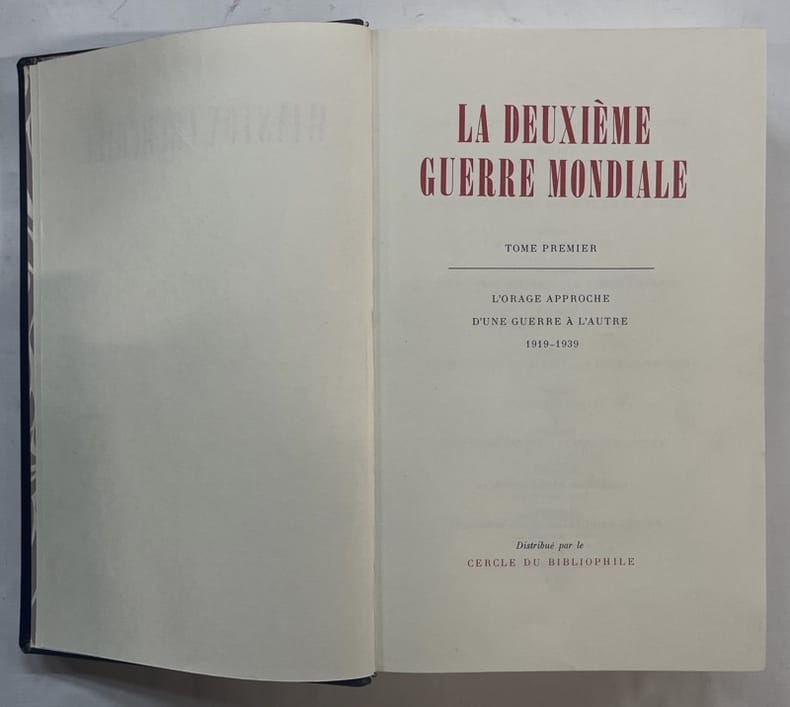 LA DEUXIÈME
GUERRE MONDIALE
TOME PREMIER
L'ORAGE APPROCHE
D'UNE GUERRE À L'AUTRE
1919-1939
Distribué par le
CERCLE DU BIBLIOPHILE